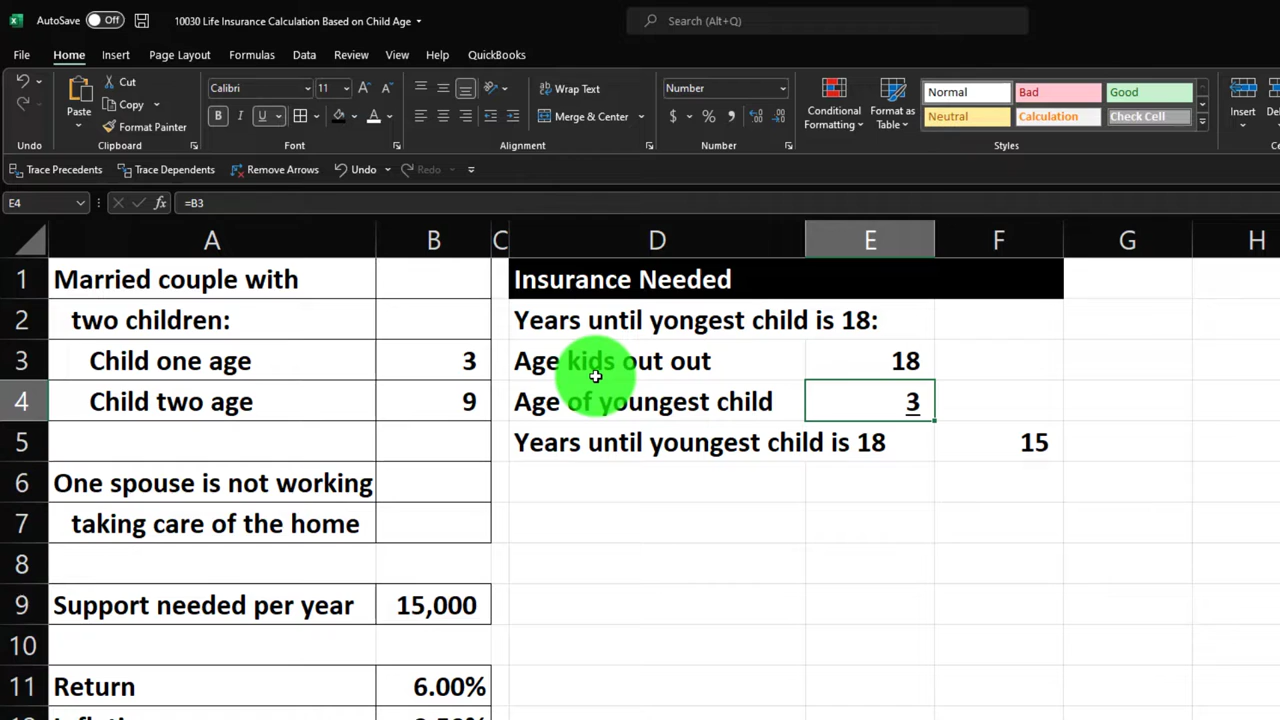 AutoSave Off 10030 Life Insurance Calculation Based on Child Age Search (Alt+Q)
File Home Insert Page Layout Formulas Data Review View Help QuickBooks
Paste Cut Copy Format Painter Calibri 11 B I U Wrap Text Merge & Center Number $ % Conditional Formatting Format as Table Normal Bad Good Neutral Calculation Check Cell Insert
Undo Clipboard Font Alignment Number Styles
Trace Precedents Trace Dependents Remove Arrows Undo Redo
E4 fx =B3
A B C D E F G H
1 Married couple with Insurance Needed
2 two children: Years until yongest child is 18:
3 Child one age 3 Age kids out out 18
4 Child two age 9 Age of youngest child 3
5 Years until youngest child is 18 15
6 One spouse is not working
7 taking care of the home
8
9 Support needed per year 15,000
10
11 Return 6.00%